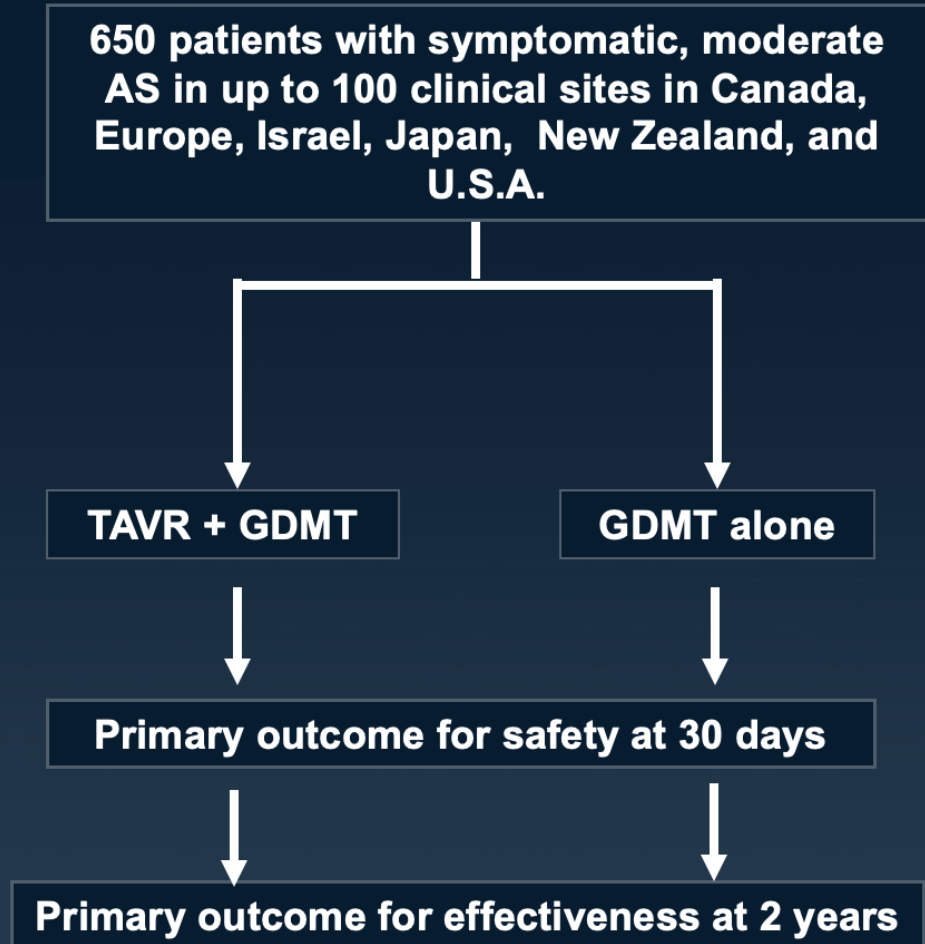 650 patients with symptomatic, moderate
AS in up to 100 clinical sites in Canada,
Europe, Israel, Japan,  New Zealand, and
U.S.A.
TAVR + GDMT
GDMT alone
Primary outcome for safety at 30 days
Primary outcome for effectiveness at 2 years